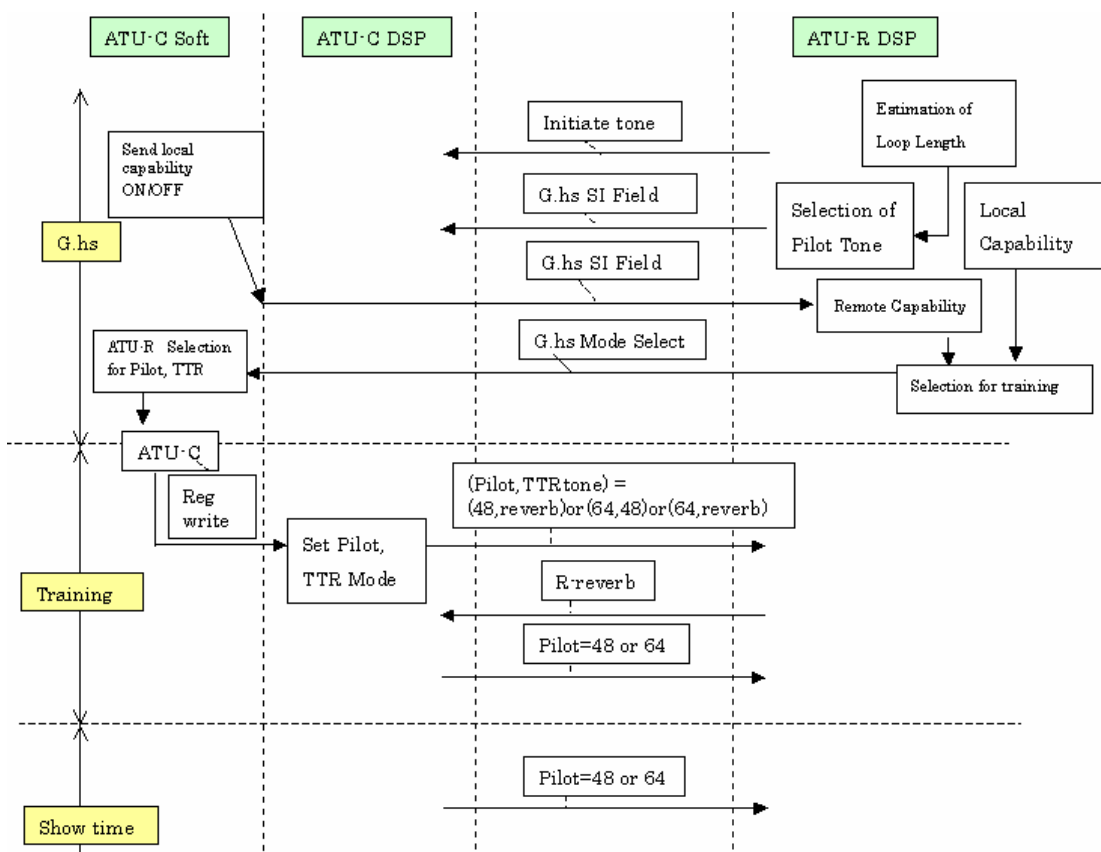 ATU-C Soft
ATU-C DSP
ATU-R DSP
Estimation of
Loop Length
Initiate tone
Send local
capability
ON/OFF
G.hs SI Field
Selection of
Pilot Tone
Local
Capability
G.hs
G.hs SI Field
Remote Capability
ATU-R Selection
for Pilot, TTR
G.hs Mode Select
Selection for training
ATU-C
Reg
write
(Pilot,TTRtone) =
(48,reverb)or(64,48)or(64,reverb)
Set Pilot,
TTR Mode
Training
R-reverb
Pilot=48 or 64
Pilot=48 or 64
Show time